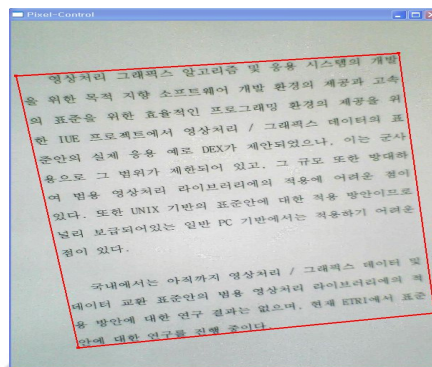 Pixel-Control
영상처리 그래픽스 알고리즘 및 응용 시스템의 개발
을 위한 목적 지향 소프트웨어 개발 환경의 제공과 고속
의 표준을 위한 효율적인 프로그래밍 환경의 제공을 위
한 IUE 프로젝트에서 영상처리 / 그래픽스 데이터의 표
준안의 실제 응용 예로 DEX가 제안되었으나, 이는 군사
용으로 그 범위가 제한되어 있고, 그 규모 또한 방대하
여 범용 영상처리 라이브러리에의 적용에 어려운 점이
있다. 또한 UNIX 기반의 표준안에 대한 적용 방안이므로
널리 보급되어있는 일반 PC 기반에서는 적용하기 어려운
점이 있다.
국내에서는 아직까지 영상처리 / 그래픽스 데이터 및
데이터 교환 표준안의 범용 영상처리 라이브러리에의 적
용 방안에 대한 연구 결과는 없으며, 현재 ETRI에서 표준
안에 대한 연구를 진행 중이다.